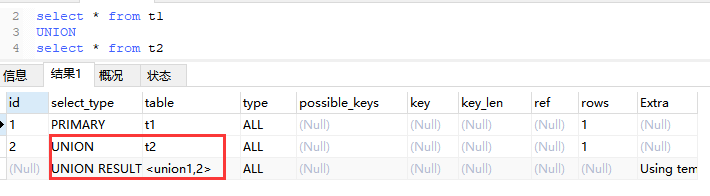 2 select * from t1
3 UNION
4 select * from t2
信息 结果1 概况 状态
id select_type table type possible_keys key key_len ref rows Extra
1 PRIMARY t1 ALL (Null) (Null) (Null) (Null) 1 (Null)
2 UNION t2 ALL (Null) (Null) (Null) (Null) 1 (Null)
(Null) UNION RESULT <union1,2> ALL (Null) (Null) (Null) (Null) (Null) Using tem